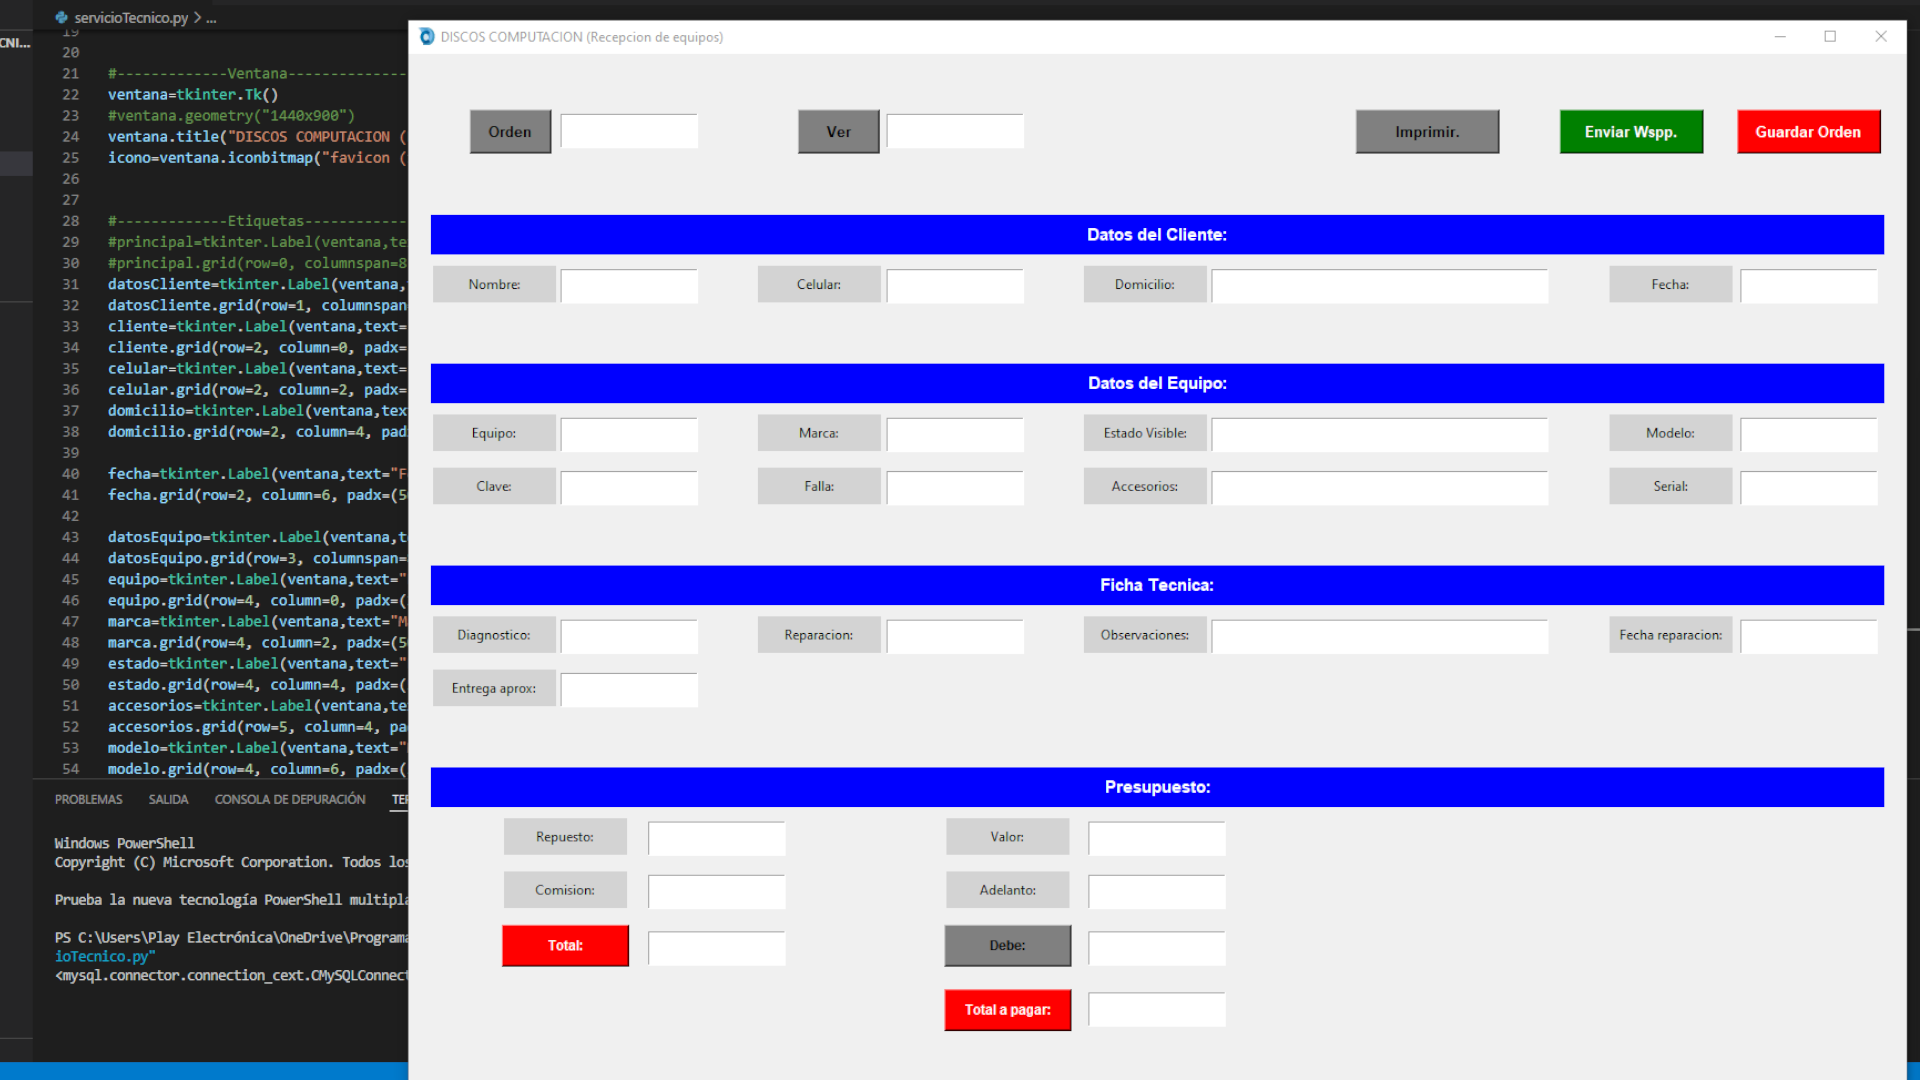 servicioTecnico.py > ...
CNI...
19
20
21 #-------------Ventana--------------
22 ventana=tkinter.Tk()
23 #ventana.geometry("1440x900")
24 ventana.title("DISCOS COMPUTACION (
25 icono=ventana.iconbitmap("favicon (
26
27
28 #-------------Etiquetas------------
29 #principal=tkinter.Label(ventana,te
30 #principal.grid(row=0, columnspan=8
31 datosCliente=tkinter.Label(ventana,
32 datosCliente.grid(row=1, columnspan
33 cliente=tkinter.Label(ventana,text=
34 cliente.grid(row=2, column=0, padx=
35 celular=tkinter.Label(ventana,text=
36 celular.grid(row=2, column=2, padx=
37 domicilio=tkinter.Label(ventana,tex
38 domicilio.grid(row=2, column=4, pad
39
40 fecha=tkinter.Label(ventana,text="F
41 fecha.grid(row=2, column=6, padx=(5
42
43 datosEquipo=tkinter.Label(ventana,t
44 datosEquipo.grid(row=3, columnspan=
45 equipo=tkinter.Label(ventana,text="
46 equipo.grid(row=4, column=0, padx=(
47 marca=tkinter.Label(ventana,text="M
48 marca.grid(row=4, column=2, padx=(5
49 estado=tkinter.Label(ventana,text="
50 estado.grid(row=4, column=4, padx=(
51 accesorios=tkinter.Label(ventana,te
52 accesorios.grid(row=5, column=4, pa
53 modelo=tkinter.Label(ventana,text="
54 modelo.grid(row=4, column=6, padx=(
PROBLEMAS SALIDA CONSOLA DE DEPURACIÓN TER
Windows PowerShell
Copyright (C) Microsoft Corporation. Todos los
Prueba la nueva tecnología PowerShell multipla
PS C:\Users\Play Electrónica\OneDrive\Programa
ioTecnico.py"
<mysql.connector.connection_cext.CMySQLConnect
DISCOS COMPUTACION (Recepcion de equipos)
Orden Ver Imprimir. Enviar Wspp. Guardar Orden
Datos del Cliente:
Nombre: Celular: Domicilio: Fecha:
Datos del Equipo:
Equipo: Marca: Estado Visible: Modelo:
Clave: Falla: Accesorios: Serial:
Ficha Tecnica:
Diagnostico: Reparacion: Observaciones: Fecha reparacion:
Entrega aprox:
Presupuesto:
Repuesto: Valor:
Comision: Adelanto:
Total: Debe:
Total a pagar: